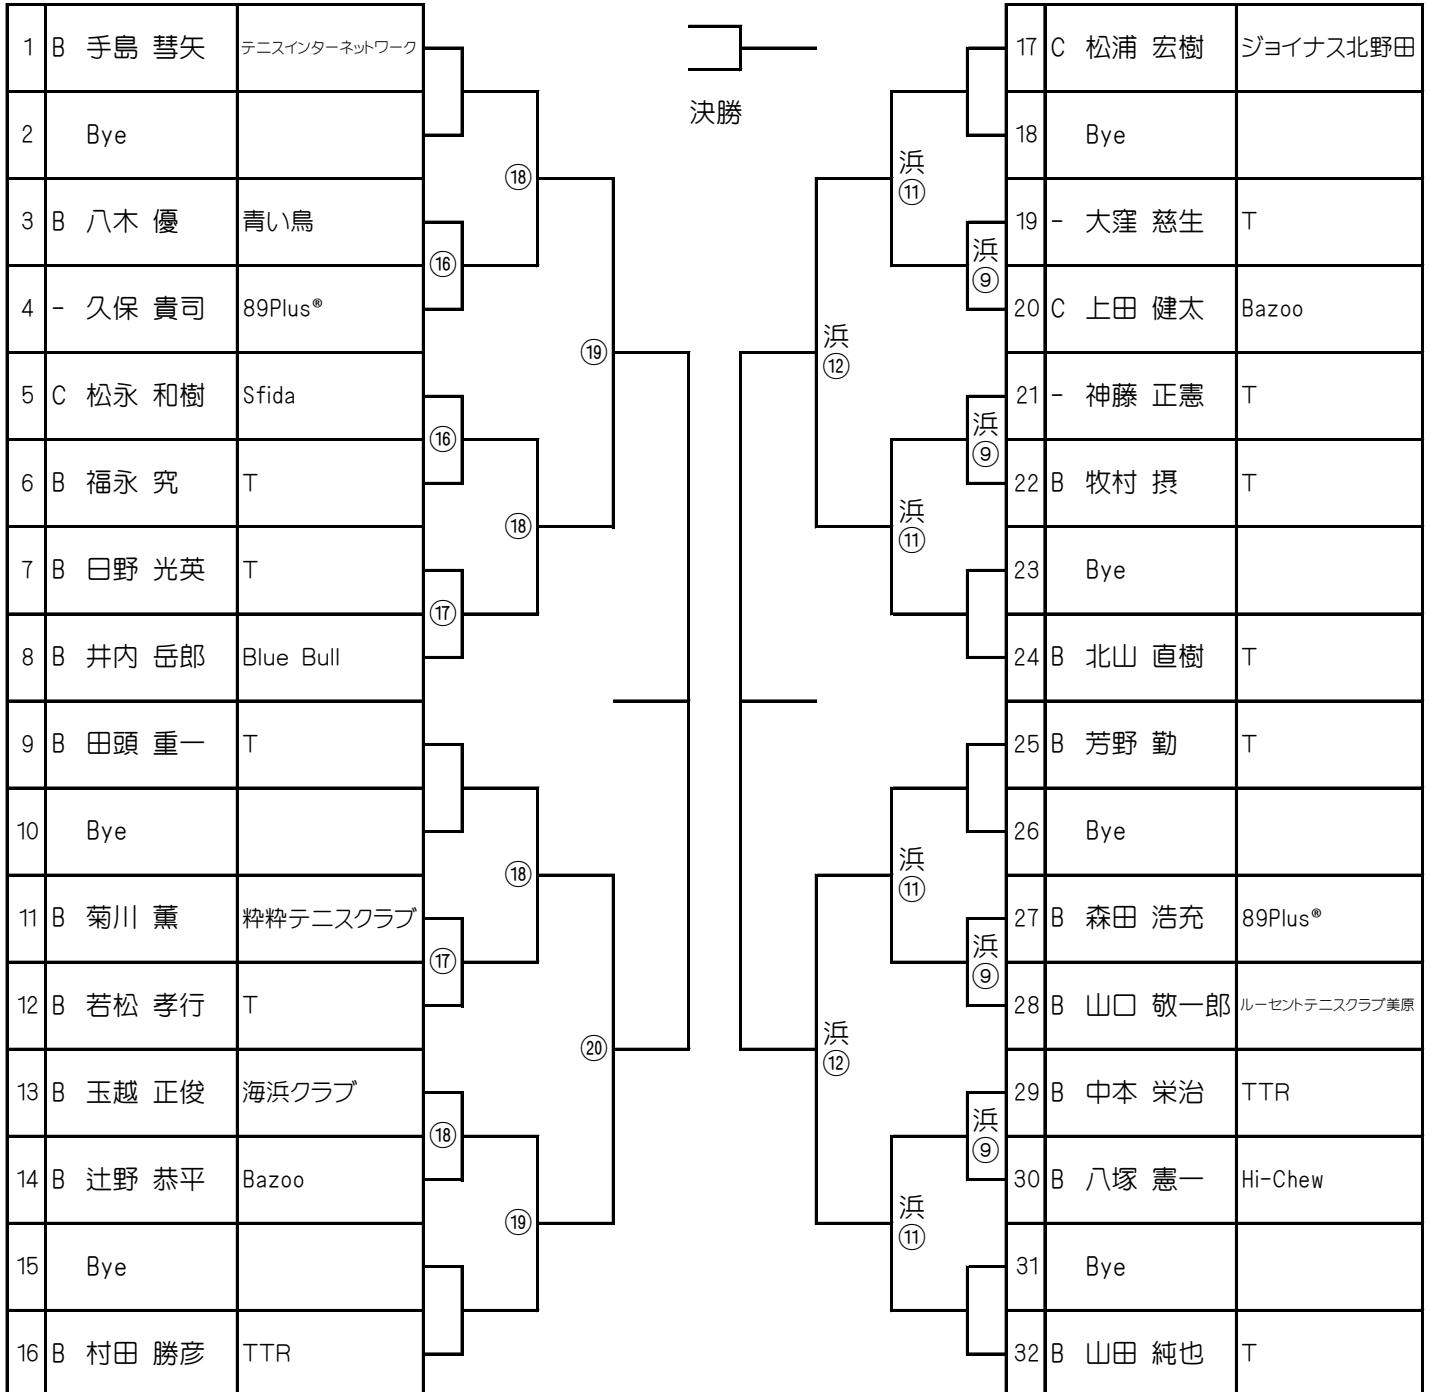 1 B 手島 彗矢 テニスインターネットワーク
2 Bye
3 B 八木 優 青い鳥
4 - 久保 貴司 89Plus®
5 C 松永 和樹 Sfida
6 B 福永 究 T
7 B 日野 光英 T
8 B 井内 岳郎 Blue Bull
9 B 田頭 重一 T
10 Bye
11 B 菊川 薫 粋粋テニスクラブ
12 B 若松 孝行 T
13 B 玉越 正俊 海浜クラブ
14 B 辻野 恭平 Bazoo
15 Bye
16 B 村田 勝彦 TTR
⑯
⑯
⑰
⑰
⑱
⑱
⑱
⑱
⑲
⑲
⑳
決勝
浜
⑫
浜
⑫
浜
⑪
浜
⑪
浜
⑪
浜
⑪
浜
⑨
浜
⑨
浜
⑨
浜
⑨
17 C 松浦 宏樹 ジョイナス北野田
18 Bye
19 - 大窪 慈生 T
20 C 上田 健太 Bazoo
21 - 神藤 正憲 T
22 B 牧村 摂 T
23 Bye
24 B 北山 直樹 T
25 B 芳野 勤 T
26 Bye
27 B 森田 浩充 89Plus®
28 B 山口 敬一郎 ルーセントテニスクラブ美原
29 B 中本 栄治 TTR
30 B 八塚 憲一 Hi-Chew
31 Bye
32 B 山田 純也 T